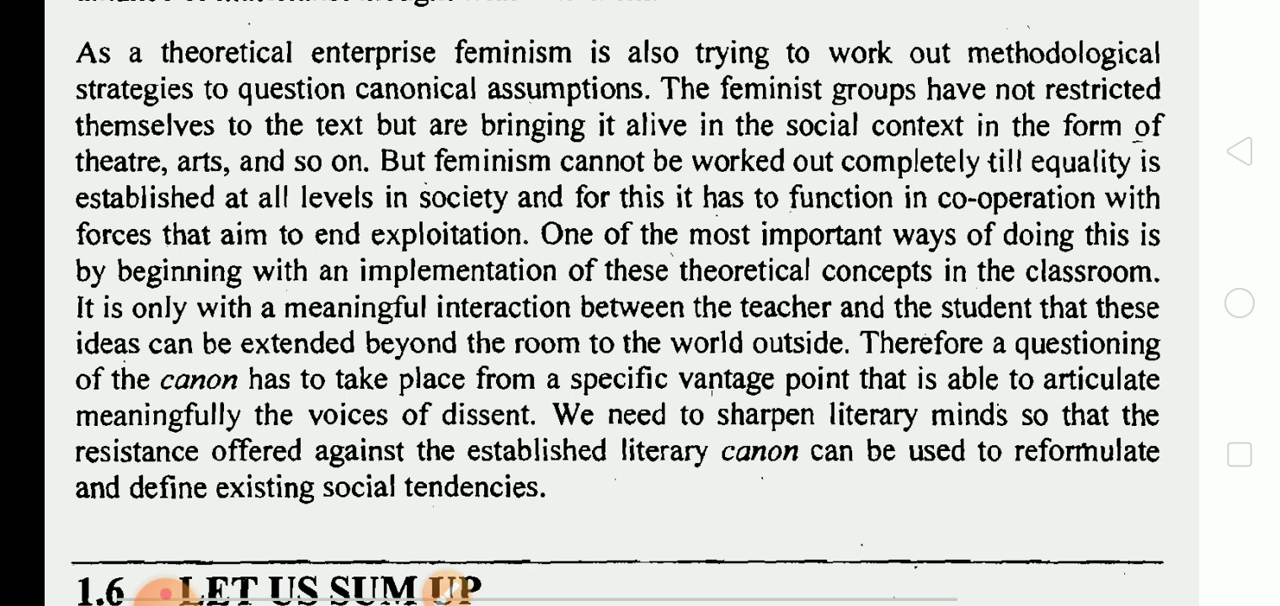 As a theoretical enterprise feminism is also trying to work out methodological
strategies to question canonical assumptions. The feminist groups have not restricted
themselves to the text but are bringing it alive in the social context in the form of
theatre, arts, and so on. But feminism cannot be worked out completely till equality is
established at all levels in society and for this it has to function in co-operation with
forces that aim to end exploitation. One of the most important ways of doing this is
by beginning with an implementation of these theoretical concepts in the classroom.
It is only with a meaningful interaction between the teacher and the student that these
ideas can be extended beyond the room to the world outside. Therefore a questioning
of the canon has to take place from a specific vantage point that is able to articulate
meaningfully the voices of dissent. We need to sharpen literary minds so that the
resistance offered against the established literary canon can be used to reformulate
and define existing social tendencies.
1.6 LET US SUM UP